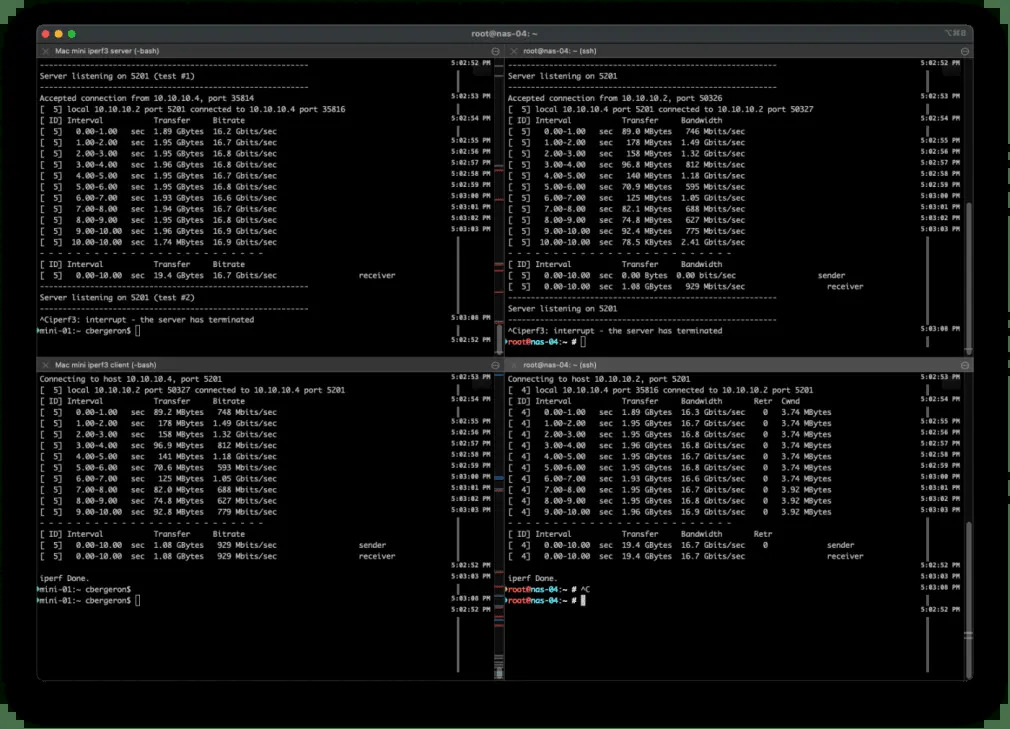 root@nas-04: ~
⌥⌘B
Mac mini iperf3 server (-bash)
------------------------------------------------------------
Server listening on 5201 (test #1)
------------------------------------------------------------
Accepted connection from 10.10.10.4, port 35814
[  5] local 10.10.10.2 port 5201 connected to 10.10.10.4 port 35816
[ ID] Interval           Transfer     Bitrate
[  5]   0.00-1.00   sec  1.89 GBytes  16.2 Gbits/sec
[  5]   1.00-2.00   sec  1.95 GBytes  16.7 Gbits/sec
[  5]   2.00-3.00   sec  1.95 GBytes  16.8 Gbits/sec
[  5]   3.00-4.00   sec  1.96 GBytes  16.8 Gbits/sec
[  5]   4.00-5.00   sec  1.95 GBytes  16.7 Gbits/sec
[  5]   5.00-6.00   sec  1.95 GBytes  16.8 Gbits/sec
[  5]   6.00-7.00   sec  1.93 GBytes  16.6 Gbits/sec
[  5]   7.00-8.00   sec  1.94 GBytes  16.7 Gbits/sec
[  5]   8.00-9.00   sec  1.95 GBytes  16.8 Gbits/sec
[  5]   9.00-10.00  sec  1.96 GBytes  16.9 Gbits/sec
[  5]  10.00-10.00  sec  1.74 MBytes  16.9 Gbits/sec
- - - - - - - - - - - - - - - - - - - - - - - - -
[ ID] Interval           Transfer     Bitrate
[  5]   0.00-10.00  sec  19.4 GBytes  16.7 Gbits/sec                  receiver
------------------------------------------------------------
Server listening on 5201 (test #2)
------------------------------------------------------------
^Ciperf3: interrupt - the server has terminated
mini-01:~ cbergeron$
5:02:52 PM
5:02:53 PM
5:02:54 PM
5:02:55 PM
5:02:56 PM
5:02:57 PM
5:02:58 PM
5:02:59 PM
5:03:00 PM
5:03:01 PM
5:03:02 PM
5:03:03 PM
5:03:08 PM
5:02:52 PM
root@nas-04: ~ (ssh)
------------------------------------------------------------
Server listening on 5201
------------------------------------------------------------
Accepted connection from 10.10.10.2, port 50326
[  5] local 10.10.10.4 port 5201 connected to 10.10.10.2 port 50327
[ ID] Interval           Transfer     Bandwidth
[  5]   0.00-1.00   sec  89.0 MBytes   746 Mbits/sec
[  5]   1.00-2.00   sec   178 MBytes  1.49 Gbits/sec
[  5]   2.00-3.00   sec   158 MBytes  1.32 Gbits/sec
[  5]   3.00-4.00   sec  96.8 MBytes   812 Mbits/sec
[  5]   4.00-5.00   sec   140 MBytes  1.18 Gbits/sec
[  5]   5.00-6.00   sec  70.9 MBytes   595 Mbits/sec
[  5]   6.00-7.00   sec   125 MBytes  1.05 Gbits/sec
[  5]   7.00-8.00   sec  82.1 MBytes   688 Mbits/sec
[  5]   8.00-9.00   sec  74.8 MBytes   627 Mbits/sec
[  5]   9.00-10.00  sec  92.4 MBytes   775 Mbits/sec
[  5]  10.00-10.00  sec  78.5 KBytes  2.41 Gbits/sec
- - - - - - - - - - - - - - - - - - - - - - - - -
[ ID] Interval           Transfer     Bandwidth
[  5]   0.00-10.00  sec  0.00 Bytes  0.00 bits/sec                  sender
[  5]   0.00-10.00  sec  1.08 GBytes   929 Mbits/sec                  receiver
------------------------------------------------------------
Server listening on 5201
------------------------------------------------------------
^Ciperf3: interrupt - the server has terminated
root@nas-04:~ #
5:02:52 PM
5:02:53 PM
5:02:54 PM
5:02:55 PM
5:02:56 PM
5:02:57 PM
5:02:58 PM
5:02:59 PM
5:03:00 PM
5:03:01 PM
5:03:02 PM
5:03:03 PM
5:03:08 PM
Mac mini iperf3 client (-bash)
Connecting to host 10.10.10.4, port 5201
[  5] local 10.10.10.2 port 50327 connected to 10.10.10.4 port 5201
[ ID] Interval           Transfer     Bitrate
[  5]   0.00-1.00   sec  89.2 MBytes   748 Mbits/sec
[  5]   1.00-2.00   sec   178 MBytes  1.49 Gbits/sec
[  5]   2.00-3.00   sec   158 MBytes  1.32 Gbits/sec
[  5]   3.00-4.00   sec  96.9 MBytes   812 Mbits/sec
[  5]   4.00-5.00   sec   141 MBytes  1.18 Gbits/sec
[  5]   5.00-6.00   sec  70.6 MBytes   593 Mbits/sec
[  5]   6.00-7.00   sec   125 MBytes  1.05 Gbits/sec
[  5]   7.00-8.00   sec  82.0 MBytes   688 Mbits/sec
[  5]   8.00-9.00   sec  74.8 MBytes   627 Mbits/sec
[  5]   9.00-10.00  sec  92.8 MBytes   779 Mbits/sec
- - - - - - - - - - - - - - - - - - - - - - - - -
[ ID] Interval           Transfer     Bitrate
[  5]   0.00-10.00  sec  1.08 GBytes   929 Mbits/sec                  sender
[  5]   0.00-10.00  sec  1.08 GBytes   929 Mbits/sec                  receiver
iperf Done.
mini-01:~ cbergeron$
mini-01:~ cbergeron$
5:02:53 PM
5:02:54 PM
5:02:55 PM
5:02:56 PM
5:02:57 PM
5:02:58 PM
5:02:59 PM
5:03:00 PM
5:03:01 PM
5:03:02 PM
5:03:03 PM
5:02:52 PM
5:03:03 PM
5:03:08 PM
5:02:52 PM
root@nas-04: ~ (ssh)
Connecting to host 10.10.10.2, port 5201
[  4] local 10.10.10.4 port 35816 connected to 10.10.10.2 port 5201
[ ID] Interval           Transfer     Bandwidth       Retr  Cwnd
[  4]   0.00-1.00   sec  1.89 GBytes  16.3 Gbits/sec    0   3.74 MBytes
[  4]   1.00-2.00   sec  1.95 GBytes  16.7 Gbits/sec    0   3.74 MBytes
[  4]   2.00-3.00   sec  1.95 GBytes  16.8 Gbits/sec    0   3.74 MBytes
[  4]   3.00-4.00   sec  1.96 GBytes  16.8 Gbits/sec    0   3.74 MBytes
[  4]   4.00-5.00   sec  1.95 GBytes  16.7 Gbits/sec    0   3.74 MBytes
[  4]   5.00-6.00   sec  1.95 GBytes  16.8 Gbits/sec    0   3.74 MBytes
[  4]   6.00-7.00   sec  1.93 GBytes  16.6 Gbits/sec    0   3.74 MBytes
[  4]   7.00-8.00   sec  1.95 GBytes  16.7 Gbits/sec    0   3.92 MBytes
[  4]   8.00-9.00   sec  1.95 GBytes  16.8 Gbits/sec    0   3.92 MBytes
[  4]   9.00-10.00  sec  1.96 GBytes  16.9 Gbits/sec    0   3.92 MBytes
- - - - - - - - - - - - - - - - - - - - - - - - -
[ ID] Interval           Transfer     Bandwidth       Retr
[  4]   0.00-10.00  sec  19.4 GBytes  16.7 Gbits/sec    0             sender
[  4]   0.00-10.00  sec  19.4 GBytes  16.7 Gbits/sec                  receiver
iperf Done.
root@nas-04:~ # ^C
root@nas-04:~ #
5:02:53 PM
5:02:54 PM
5:02:55 PM
5:02:56 PM
5:02:57 PM
5:02:58 PM
5:02:59 PM
5:03:00 PM
5:03:01 PM
5:03:02 PM
5:03:03 PM
5:02:52 PM
5:03:03 PM
5:03:08 PM
5:02:52 PM